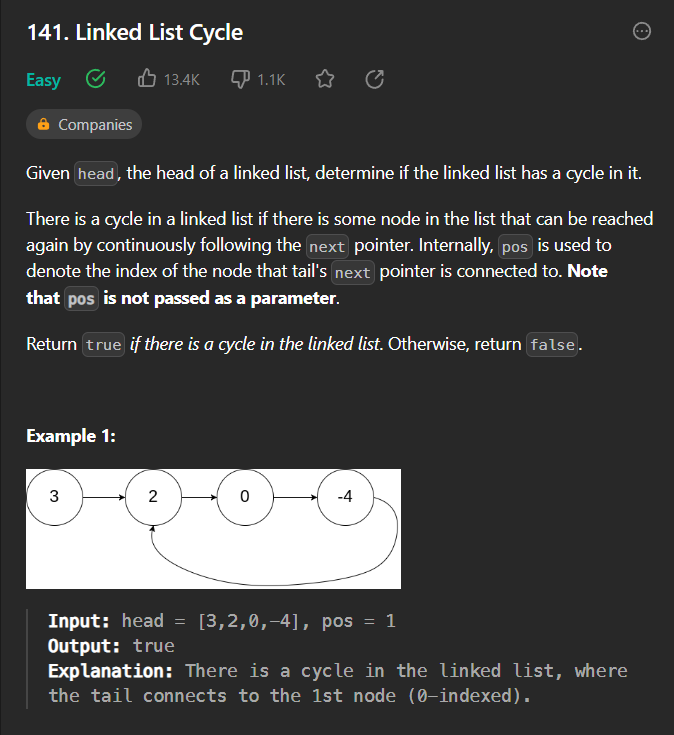 141. Linked List Cycle
Easy 13.4K 1.1K
Companies
Given head, the head of a linked list, determine if the linked list has a cycle in it.
There is a cycle in a linked list if there is some node in the list that can be reached
again by continuously following the next pointer. Internally, pos is used to
denote the index of the node that tail's next pointer is connected to. Note
that pos is not passed as a parameter.
Return true if there is a cycle in the linked list. Otherwise, return false.
Example 1:
3 2 0 -4
Input: head = [3,2,0,-4], pos = 1
Output: true
Explanation: There is a cycle in the linked list, where
the tail connects to the 1st node (0-indexed).